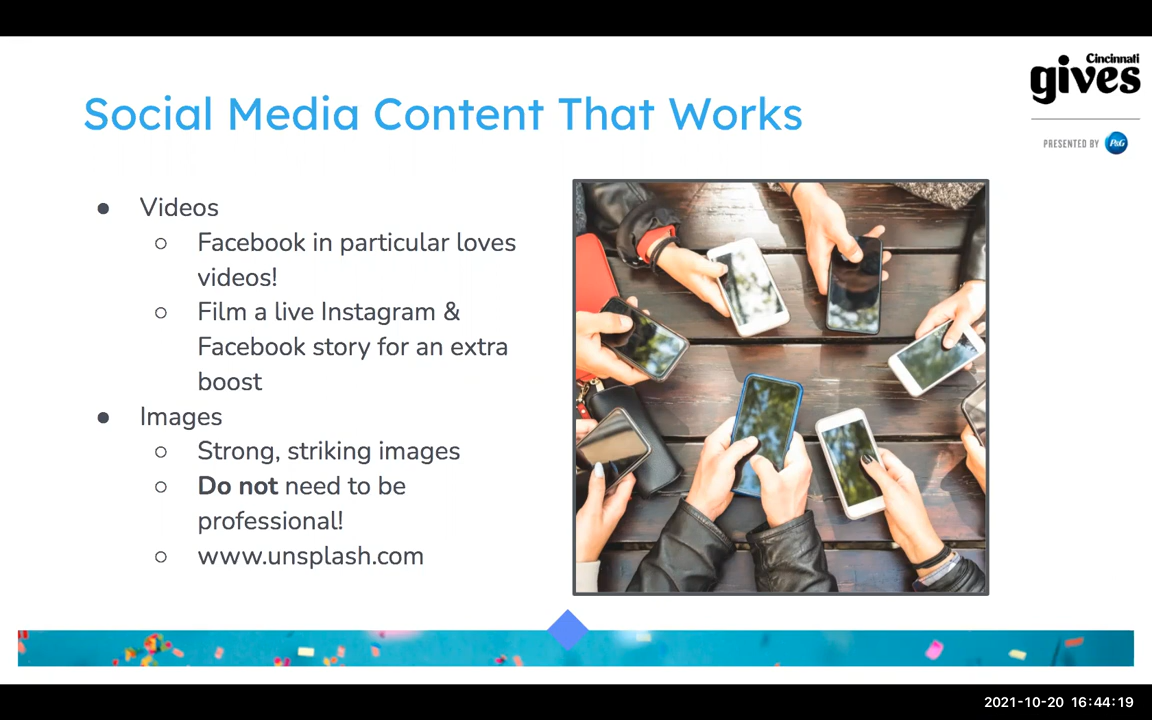 Cincinnati
gives
PRESENTED BY P&G
Social Media Content That Works
● Videos
○ Facebook in particular loves
videos!
○ Film a live Instagram &
Facebook story for an extra
boost
● Images
○ Strong, striking images
○ Do not need to be
professional!
○ www.unsplash.com
2021-10-20 16:44:19